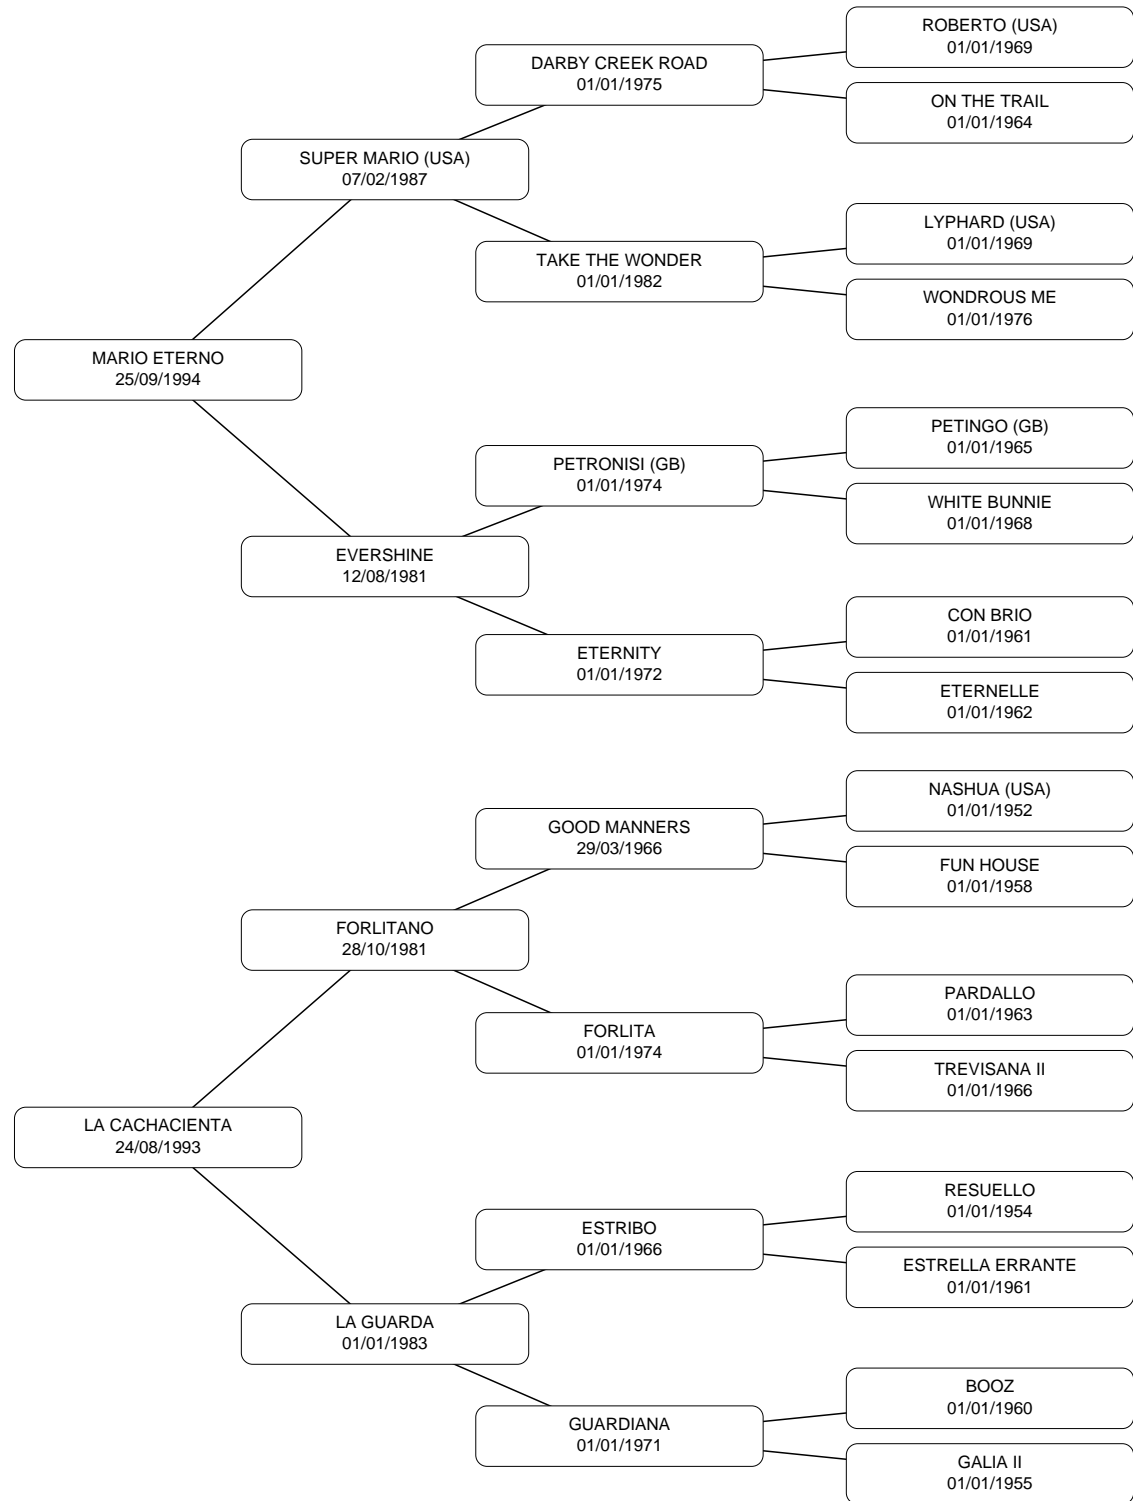 ROBERTO (USA)
01/01/1969
DARBY CREEK ROAD
01/01/1975
ON THE TRAIL
01/01/1964
SUPER MARIO (USA)
07/02/1987
LYPHARD (USA)
01/01/1969
TAKE THE WONDER
01/01/1982
WONDROUS ME
01/01/1976
MARIO ETERNO
25/09/1994
PETINGO (GB)
01/01/1965
PETRONISI (GB)
01/01/1974
WHITE BUNNIE
01/01/1968
EVERSHINE
12/08/1981
CON BRIO
01/01/1961
ETERNITY
01/01/1972
ETERNELLE
01/01/1962
NASHUA (USA)
01/01/1952
GOOD MANNERS
29/03/1966
FUN HOUSE
01/01/1958
FORLITANO
28/10/1981
PARDALLO
01/01/1963
FORLITA
01/01/1974
TREVISANA II
01/01/1966
LA CACHACIENTA
24/08/1993
RESUELLO
01/01/1954
ESTRIBO
01/01/1966
ESTRELLA ERRANTE
01/01/1961
LA GUARDA
01/01/1983
BOOZ
01/01/1960
GUARDIANA
01/01/1971
GALIA II
01/01/1955